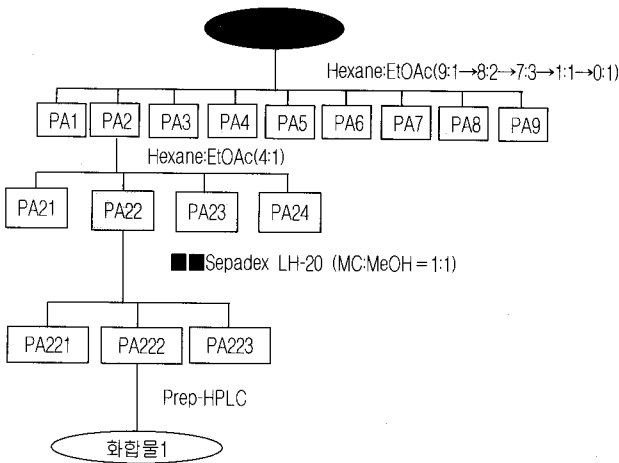 Hexane:EtOAc(9:1→8:2→7:3→1:1→0:1)
PA1 PA2 PA3 PA4 PA5 PA6 PA7 PA8 PA9
Hexane:EtOAc(4:1)
PA21 PA22 PA23 PA24
Sepadex LH-20 (MC:MeOH = 1:1)
PA221 PA222 PA223
Prep-HPLC
화합물1